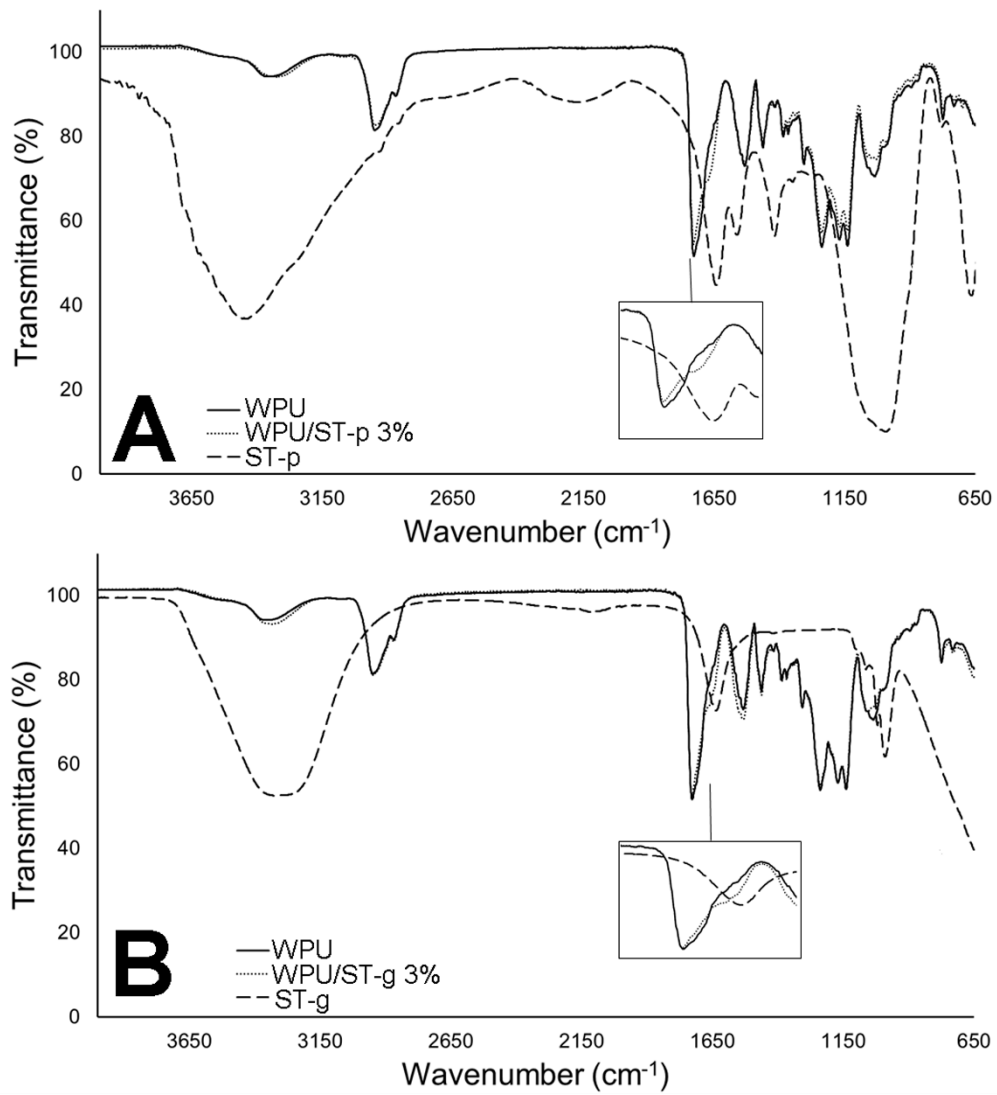 100
80
60
40
20
0
Transmittance (%)
A
WPU
WPU/ST-p 3%
ST-p
3650 3150 2650 2150 1650 1150 650
Wavenumber (cm-1)
100
80
60
40
20
0
Transmittance (%)
B
WPU
WPU/ST-g 3%
ST-g
3650 3150 2650 2150 1650 1150 650
Wavenumber (cm-1)